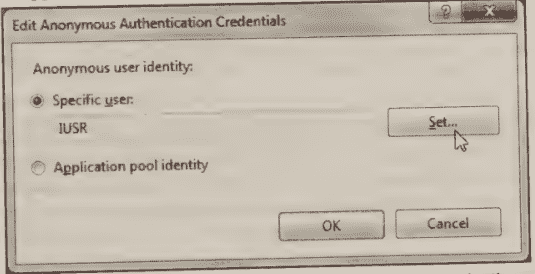 Edit Anonymous Authentication Credentials
Anonymous user identity:
Specific user:
IUSR
Set...
Application pool identity
OK
Cancel